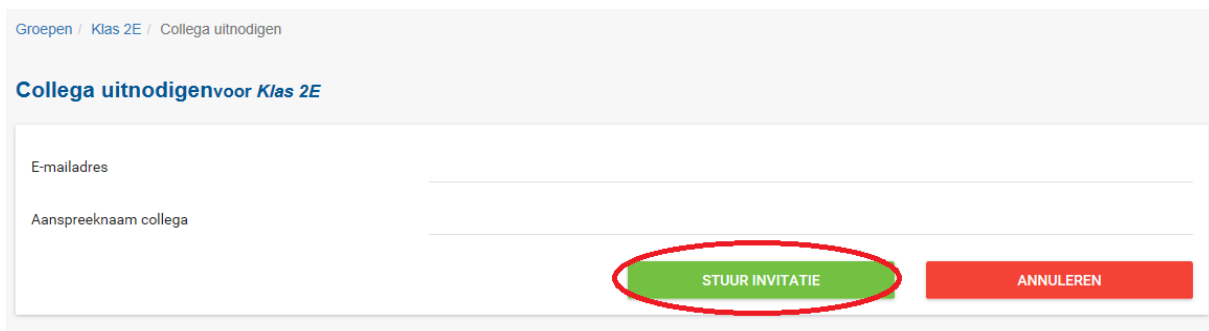 Groepen / Klas 2E / Collega uitnodigen
Collega uitnodigenvoor Klas 2E
E-mailadres
Aanspreeknaam collega
STUUR INVITATIE ANNULEREN